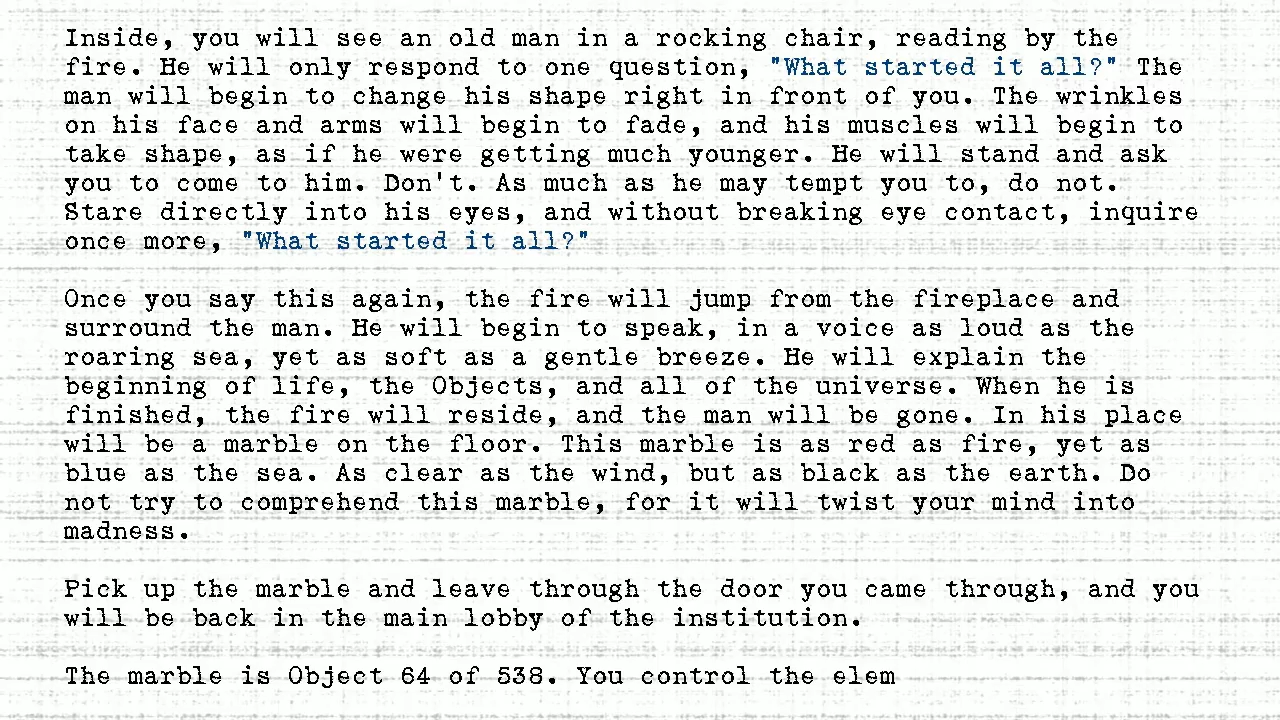 Inside, you will see an old man in a rocking chair, reading by the
fire. He will only respond to one question, "What started it all?" The
man will begin to change his shape right in front of you. The wrinkles
on his face and arms will begin to fade, and his muscles will begin to
take shape, as if he were getting much younger. He will stand and ask
you to come to him. Don't. As much as he may tempt you to, do not.
Stare directly into his eyes, and without breaking eye contact, inquire
once more, "What started it all?"
Once you say this again, the fire will jump from the fireplace and
surround the man. He will begin to speak, in a voice as loud as the
roaring sea, yet as soft as a gentle breeze. He will explain the
beginning of life, the Objects, and all of the universe. When he is
finished, the fire will reside, and the man will be gone. In his place
will be a marble on the floor. This marble is as red as fire, yet as
blue as the sea. As clear as the wind, but as black as the earth. Do
not try to comprehend this marble, for it will twist your mind into
madness.
Pick up the marble and leave through the door you came through, and you
will be back in the main lobby of the institution.
The marble is Object 64 of 538. You control the elem